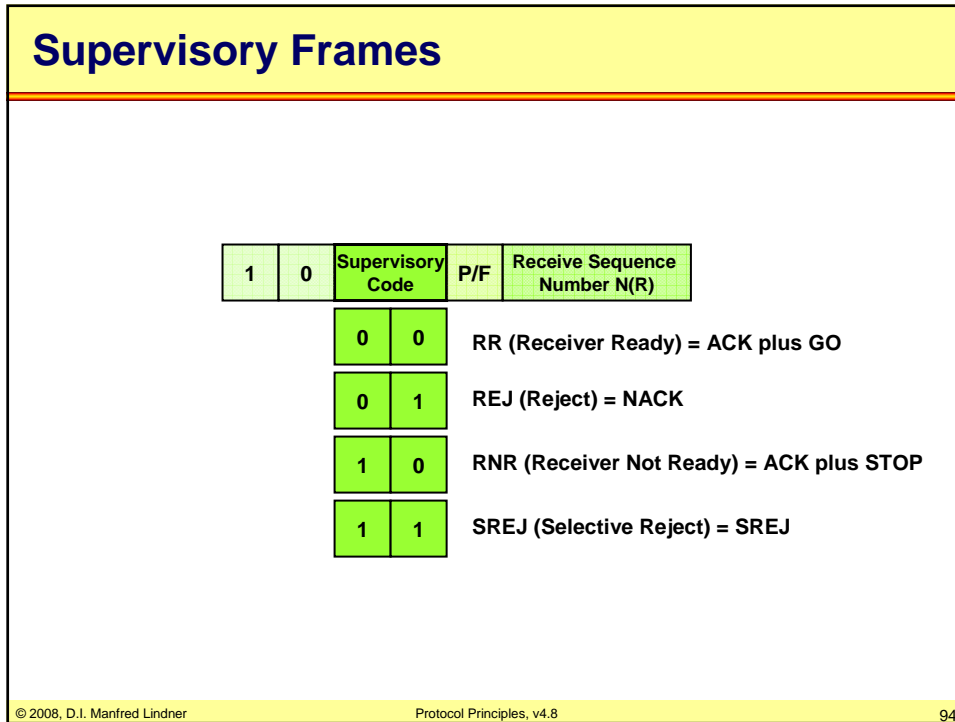 Supervisory Frames
1 0 Supervisory Code P/F Receive Sequence Number N(R)
0 0 RR (Receiver Ready) = ACK plus GO
0 1 REJ (Reject) = NACK
1 0 RNR (Receiver Not Ready) = ACK plus STOP
1 1 SREJ (Selective Reject) = SREJ
© 2008, D.I. Manfred Lindner Protocol Principles, v4.8 94